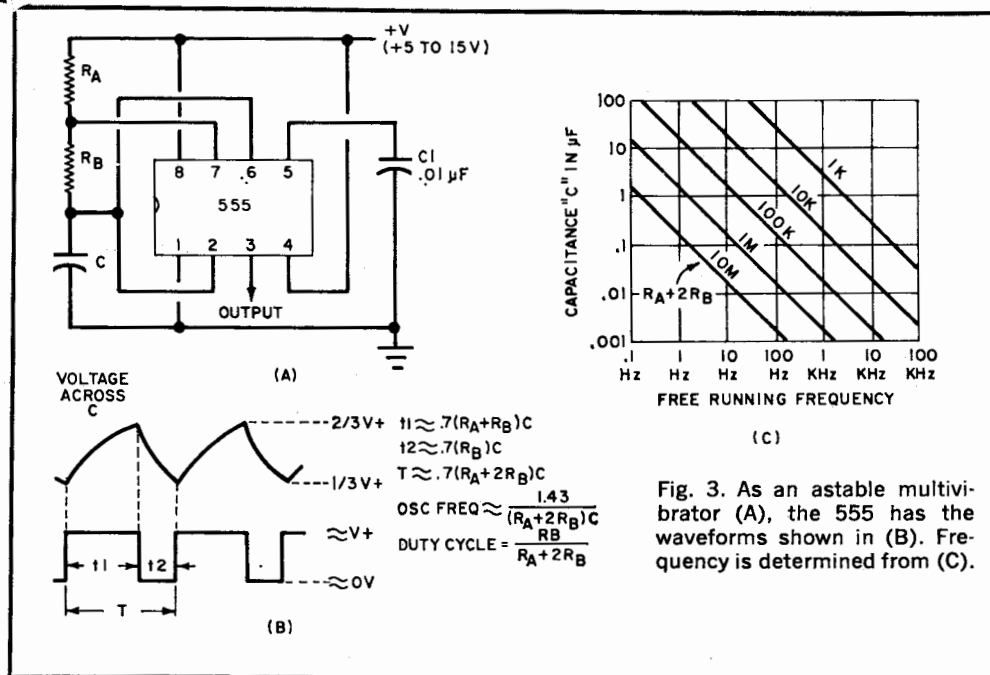 +V
(+5 TO 15V)
RA
RB
C
8 7 6 5
555
1 2 3 4
C1
.01µF
OUTPUT
(A)
CAPACITANCE "C" IN µF
100
10
1
.1
.01
.001
1K
10K
100K
1M
10M
RA+2RB
.1 Hz
1 Hz
10 Hz
100 Hz
1 KHz
10 KHz
100 KHz
FREE RUNNING FREQUENCY
(C)
VOLTAGE
ACROSS
C
2/3V+
1/3V+
≈V+
≈0V
t1
t2
T
(B)
t1≈.7(RA+RB)C
t2≈.7(RB)C
T≈.7(RA+2RB)C
OSC FREQ≈ 1.43/(RA+2RB)C
DUTY CYCLE= RB/RA+2RB
Fig. 3. As an astable multivi-
brator (A), the 555 has the
waveforms shown in (B). Fre-
quency is determined from (C).